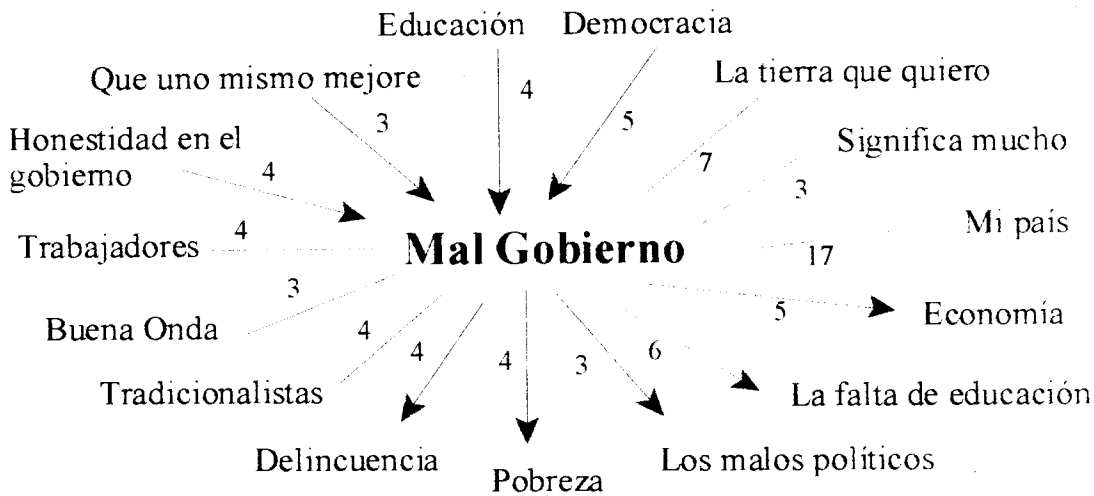 Educación Democracia
Que uno mismo mejore
La tierra que quiero
4
3
5
Honestidad en el
gobierno
7
Significa mucho
4
3
Trabajadores
4
Mal Gobierno
Mi país
17
3
Buena Onda
5
Economía
4
4
4
3
6
Tradicionalistas
La falta de educación
Delincuencia
Pobreza
Los malos políticos